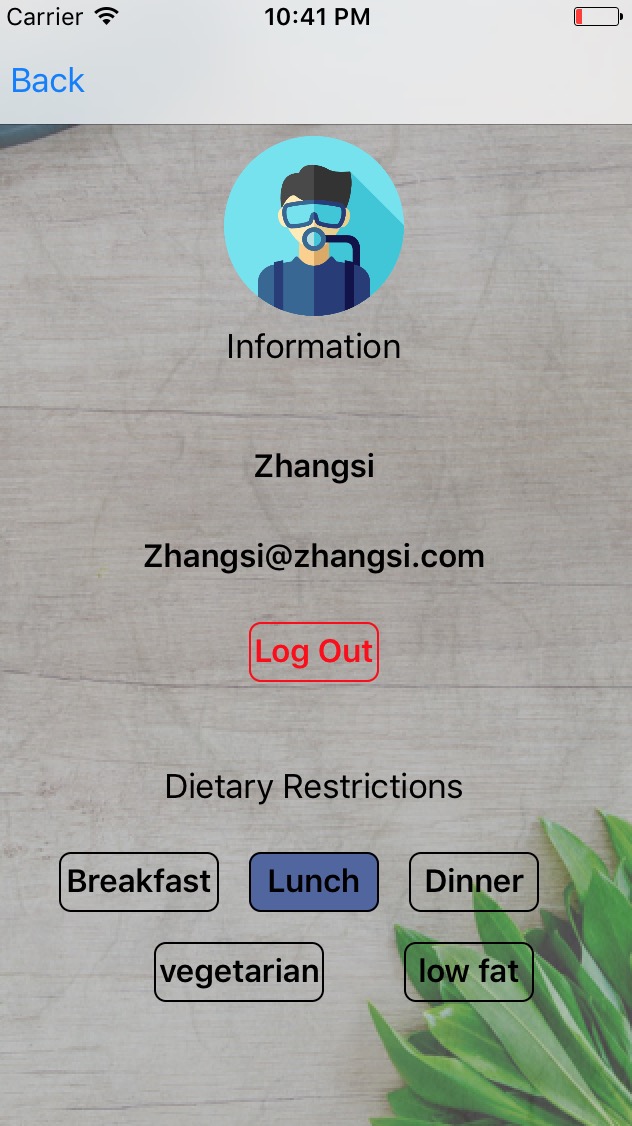 Carrier 10:41 PM
Back
Information
Zhangsi
Zhangsi@zhangsi.com
Log Out
Dietary Restrictions
Breakfast Lunch Dinner
vegetarian low fat